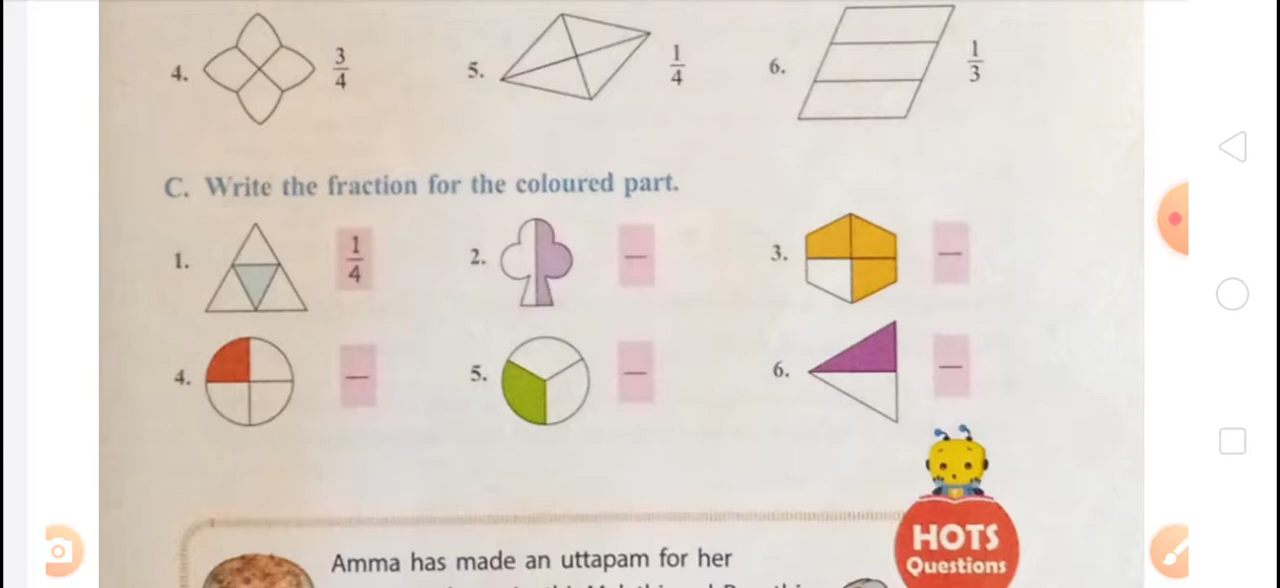 4. 3/4 5. 1/4 6. 1/3
C. Write the fraction for the coloured part.
1. 1/4 2. 3.
4. 5. 6.
HOTS
Questions
Amma has made an uttapam for her